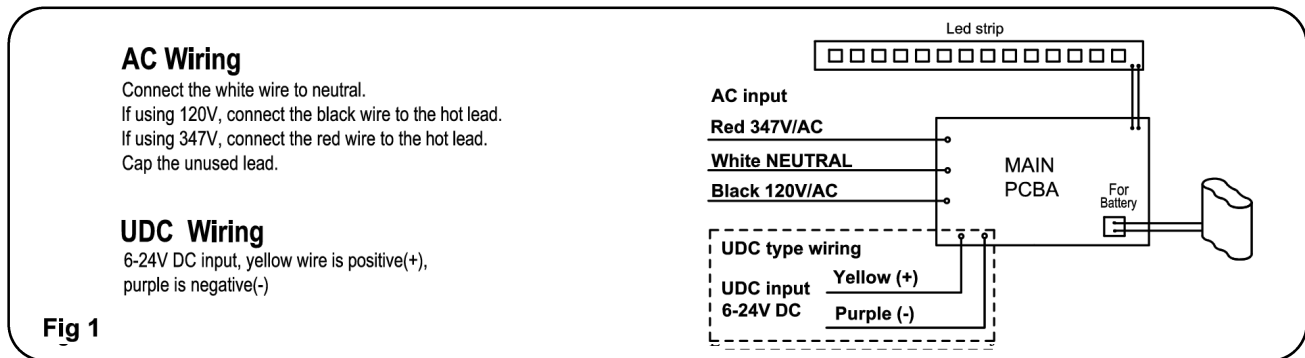 AC Wiring
Connect the white wire to neutral.
If using 120V, connect the black wire to the hot lead.
If using 347V, connect the red wire to the hot lead.
Cap the unused lead.
UDC Wiring
6-24V DC input, yellow wire is positive(+),
purple is negative(-)
Fig 1
Led strip
AC input
Red 347V/AC
White NEUTRAL
Black 120V/AC
MAIN
PCBA
For
Battery
UDC type wiring
UDC input
6-24V DC
Yellow (+)
Purple (-)